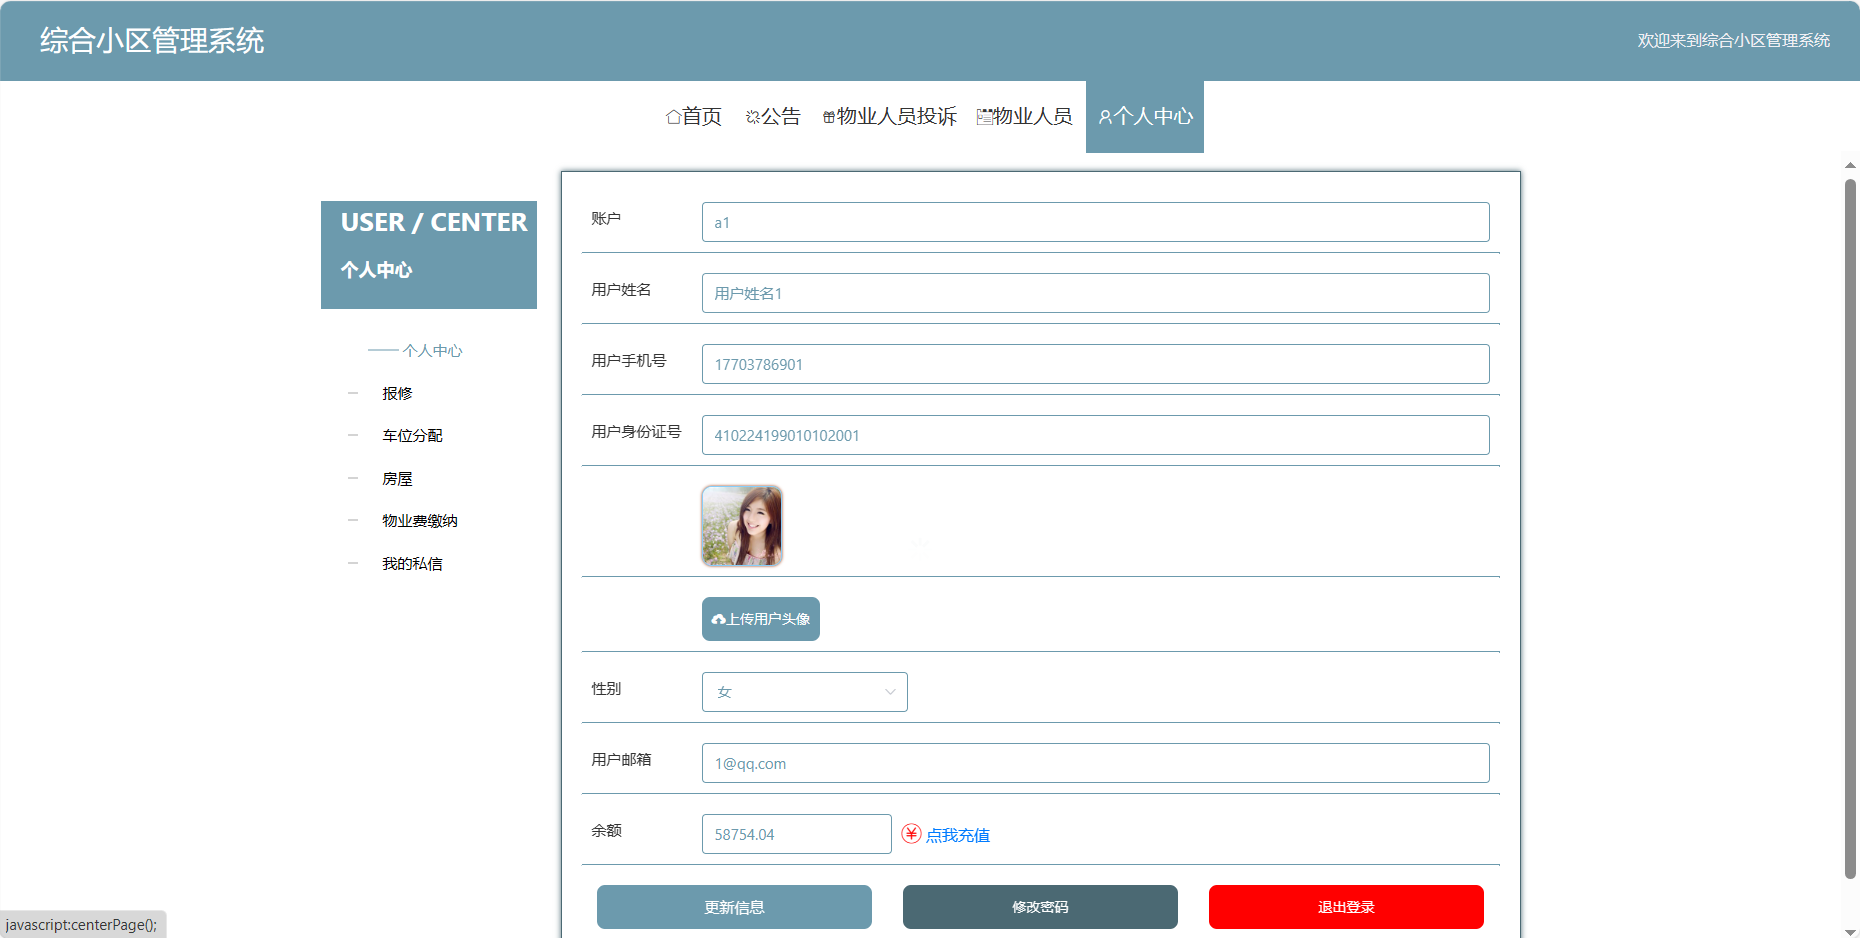 综合小区管理系统
欢迎来到综合小区管理系统
首页 公告 物业人员投诉 物业人员 个人中心
USER / CENTER
个人中心
个人中心
报修
车位分配
房屋
物业费缴纳
我的私信
账户 a1
用户姓名 用户姓名1
用户手机号 17703786901
用户身份证号 410224199010102001
上传用户头像
性别 女
用户邮箱 1@qq.com
余额 58754.04 点我充值
更新信息 修改密码 退出登录
javascript:centerPage();